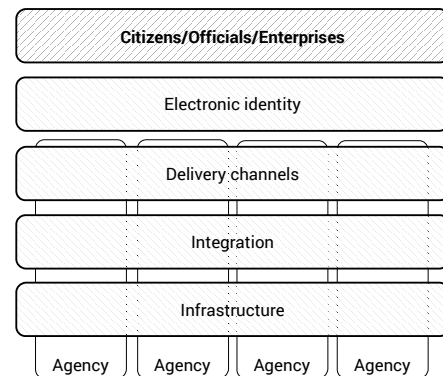 Citizens/Officials/Enterprises
Electronic identity
Delivery channels
Integration
Infrastructure
Agency Agency Agency Agency